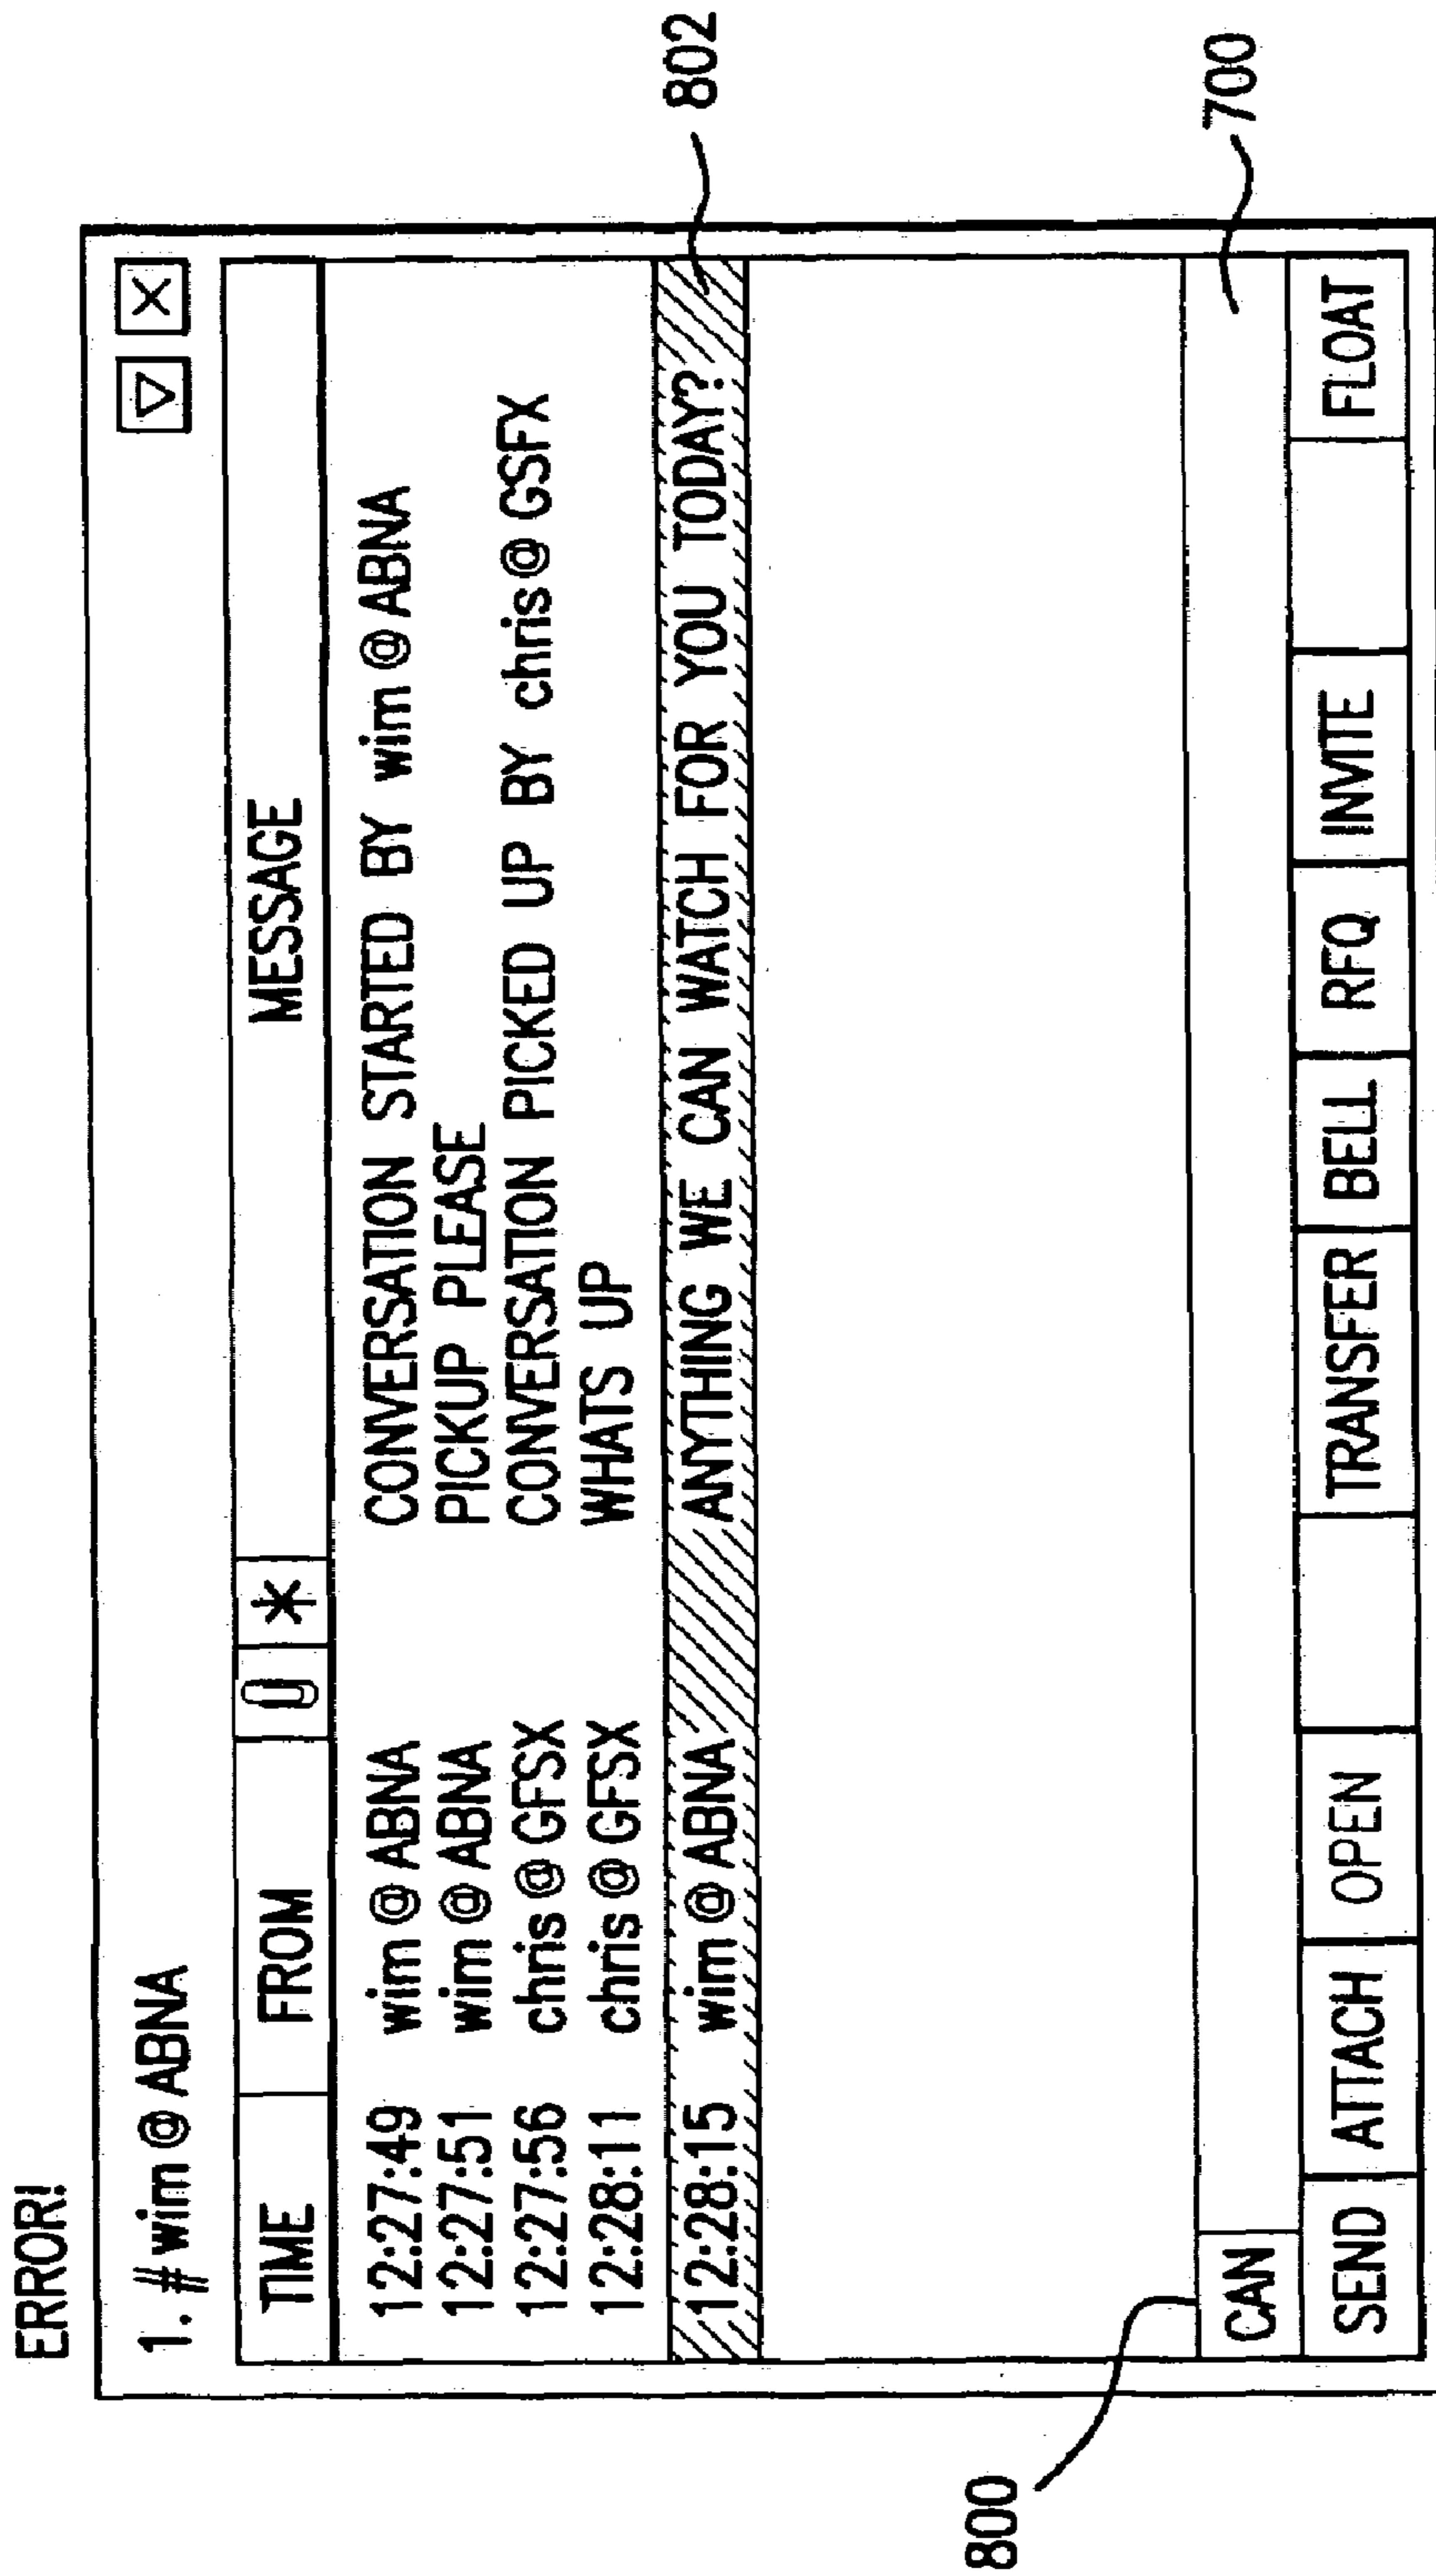 ERROR!
1. # wim @ ABNA
TIME FROM * MESSAGE
12:27:49 wim @ ABNA CONVERSATION STARTED BY wim @ ABNA
12:27:51 wim @ ABNA PICKUP PLEASE
12:27:56 chris @ GFSX CONVERSATION PICKED UP BY chris @ GSFX
12:28:11 chris @ GFSX WHATS UP
12:28:15 wim @ ABNA ANYTHING WE CAN WATCH FOR YOU TODAY?
802
800
CAN
700
SEND ATTACH OPEN TRANSFER BELL RFQ INVITE FLOAT